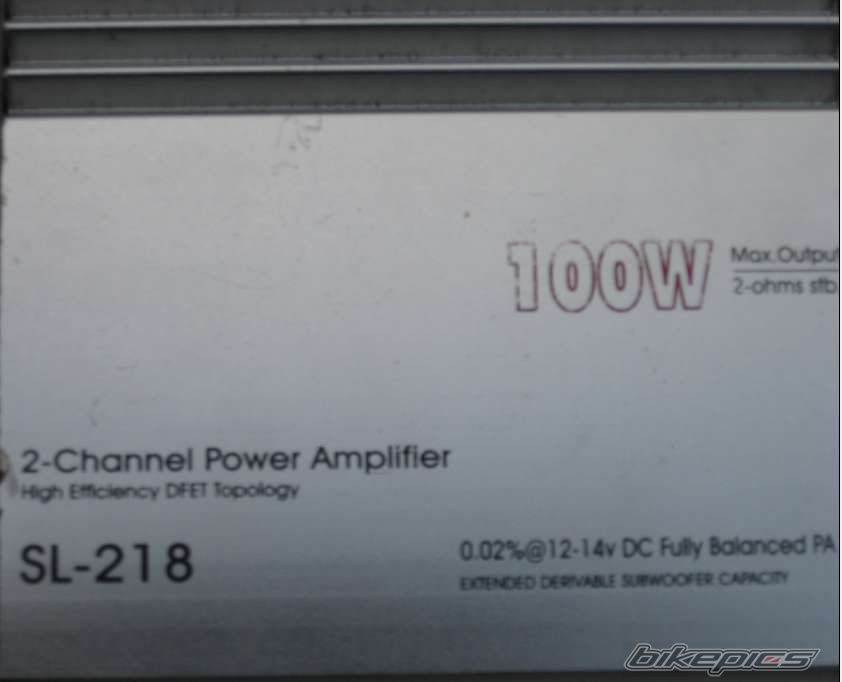 100W
Max.Outpu
2-ohms stb
2-Channel Power Amplifier
High Efficiency DFET Topology
SL-218
0.02%@12-14v DC Fully Balanced PA
EXTENDED DERIVABLE SUBWOOFER CAPACITY
bikepics